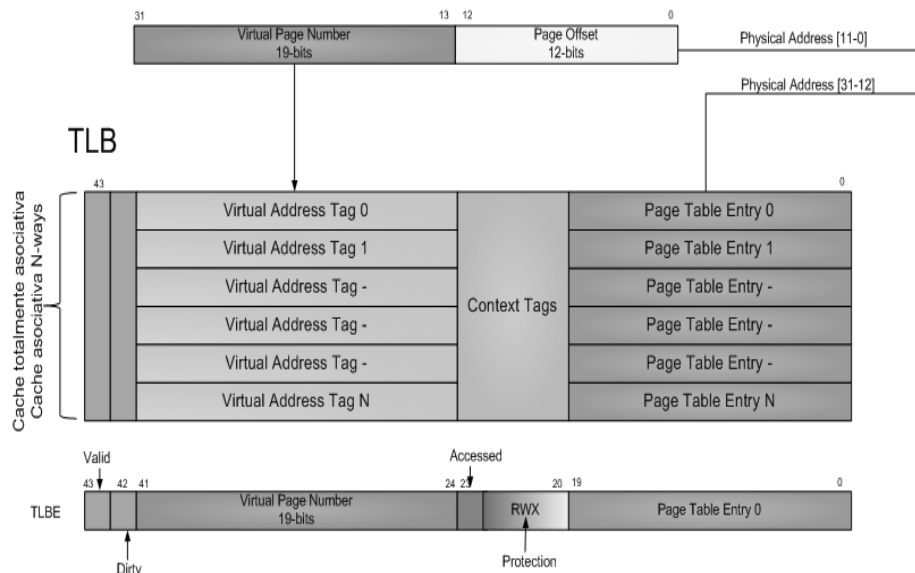 31 13 12 0
Virtual Page Number
19-bits
Page Offset
12-bits
Physical Address [11-0]
Physical Address [31-12]
TLB
43 0
Cache totalmente asociativa
Cache asociativa N-ways
Virtual Address Tag 0
Virtual Address Tag 1
Virtual Address Tag -
Virtual Address Tag -
Virtual Address Tag -
Virtual Address Tag N
Context Tags
Page Table Entry 0
Page Table Entry 1
Page Table Entry -
Page Table Entry -
Page Table Entry -
Page Table Entry N
Valid
Accessed
43 42 41 24 23 20 19 0
TLBE
Virtual Page Number
19-bits
RWX
Page Table Entry 0
Dirty
Protection